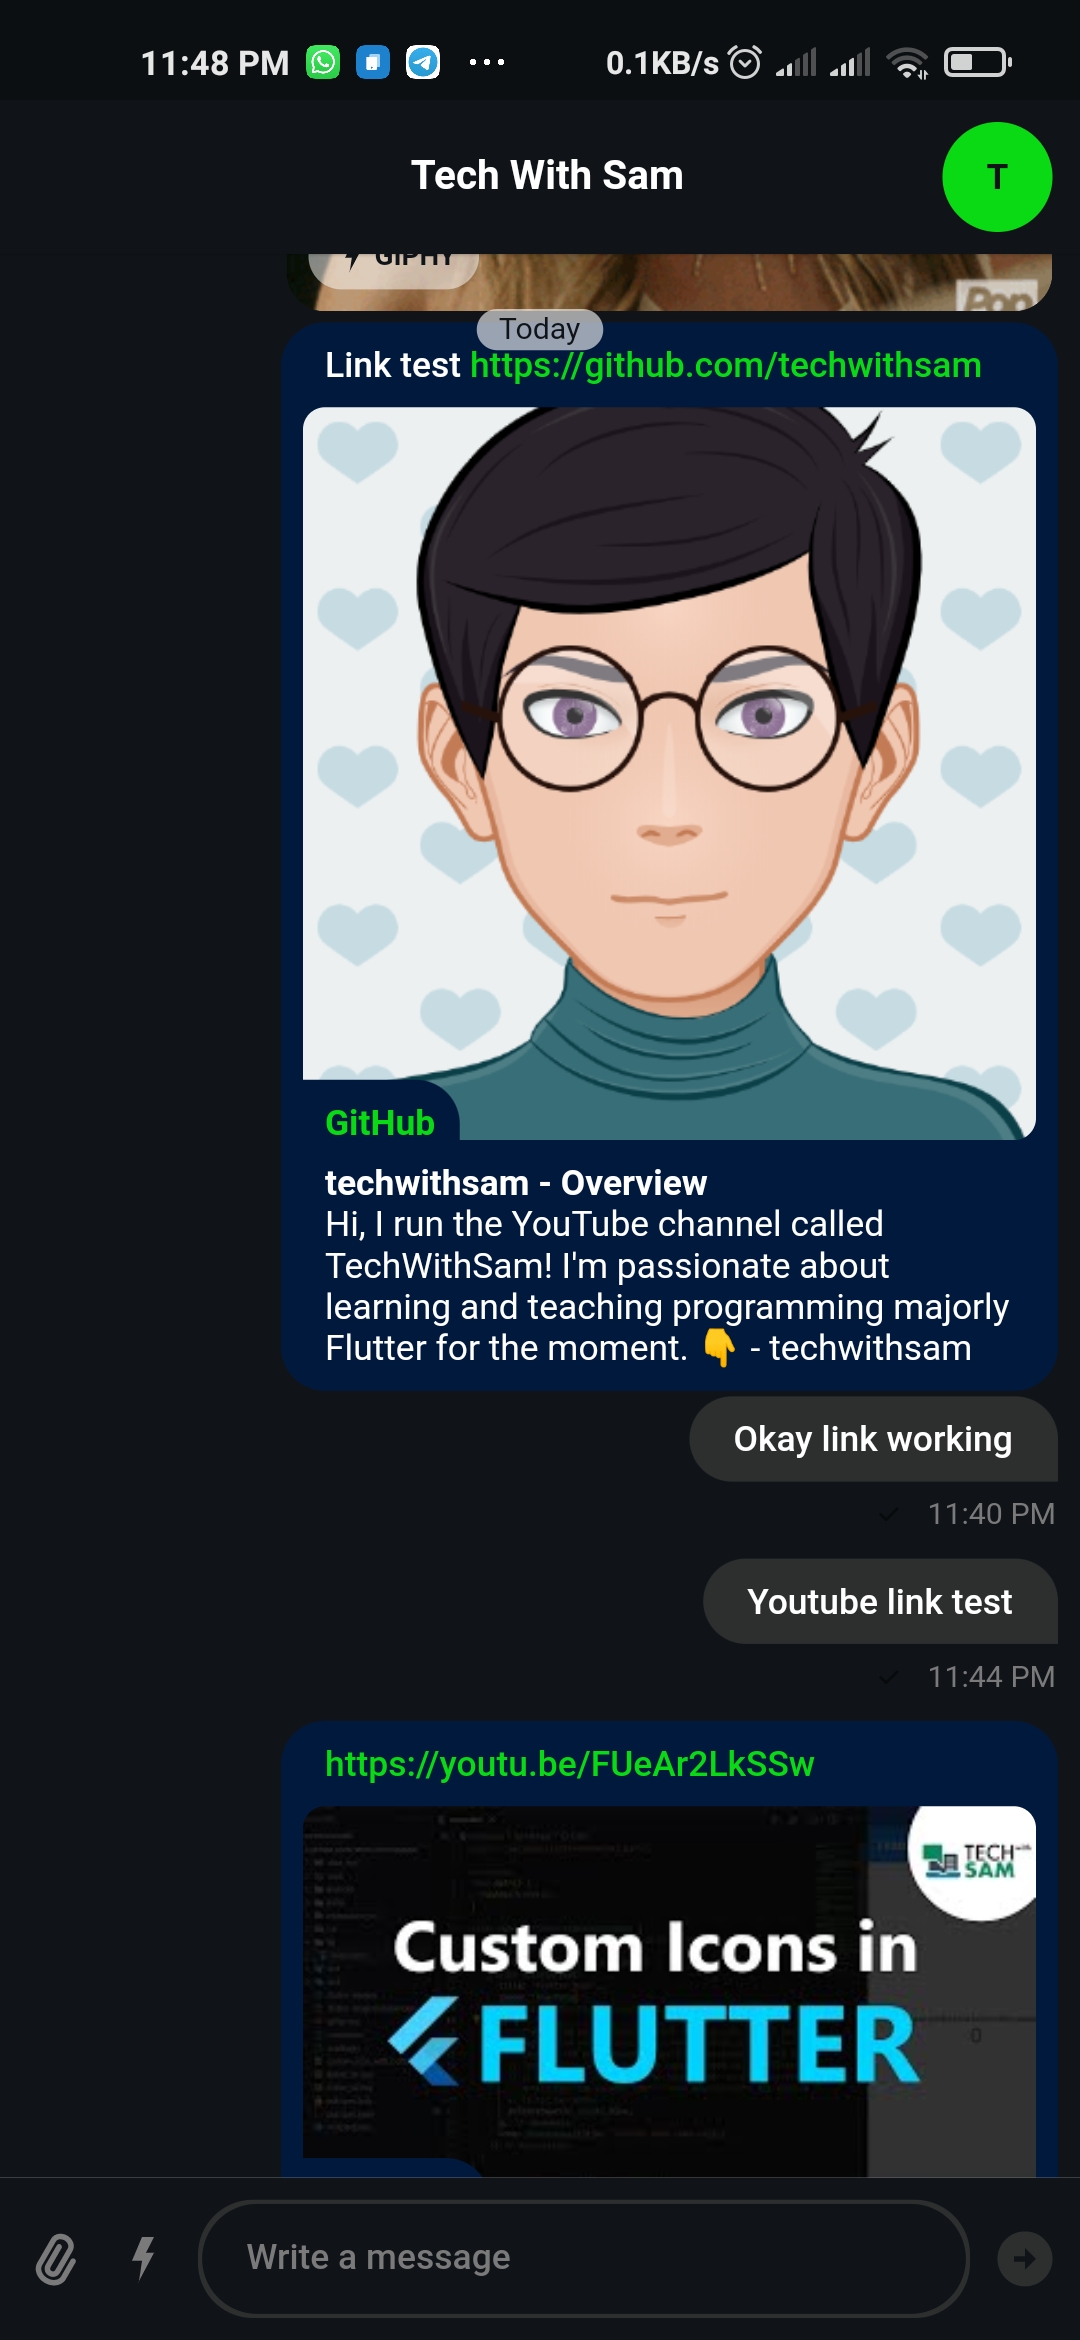 11:48 PM
0.1KB/s
Tech With Sam
T
GIPHY
Pop
Today
Link test https://github.com/techwithsam
GitHub
techwithsam - Overview
Hi, I run the YouTube channel called
TechWithSam! I'm passionate about
learning and teaching programming majorly
Flutter for the moment. 👇 - techwithsam
Okay link working
11:40 PM
Youtube link test
11:44 PM
https://youtu.be/FUeAr2LkSSw
TECH
SAM
Custom Icons in
FLUTTER
Write a message